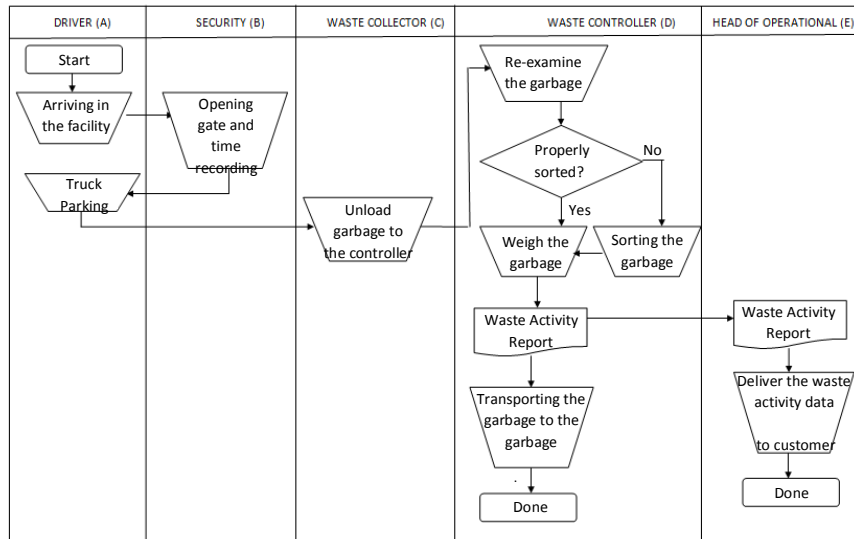 DRIVER (A)
SECURITY (B)
WASTE COLLECTOR (C)
WASTE CONTROLLER (D)
HEAD OF OPERATIONAL (E)
Start
Arriving in
the facility
Opening
gate and
time
recording
Truck
Parking
Unload
garbage to
the controller
Re-examine
the garbage
Properly
sorted?
No
Yes
Weigh the
garbage
Sorting the
garbage
Waste Activity
Report
Waste Activity
Report
Transporting the
garbage to the
garbage
.
Done
Deliver the waste
activity data
to customer
Done